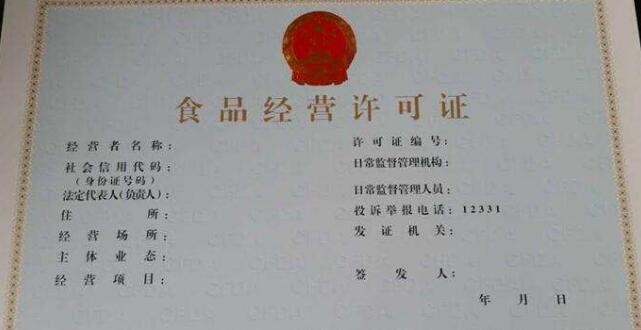 食品经营许可证
经营者名称：
社会信用代码：
（身份证号码）
法定代表人（负责人）：
住所：
经营场所：
主体业态：
经营项目：
许可证编号：
日常监督管理机构：
日常监督管理人员：
投诉举报电话：12331
发证机关：
签发人：
年 月 日